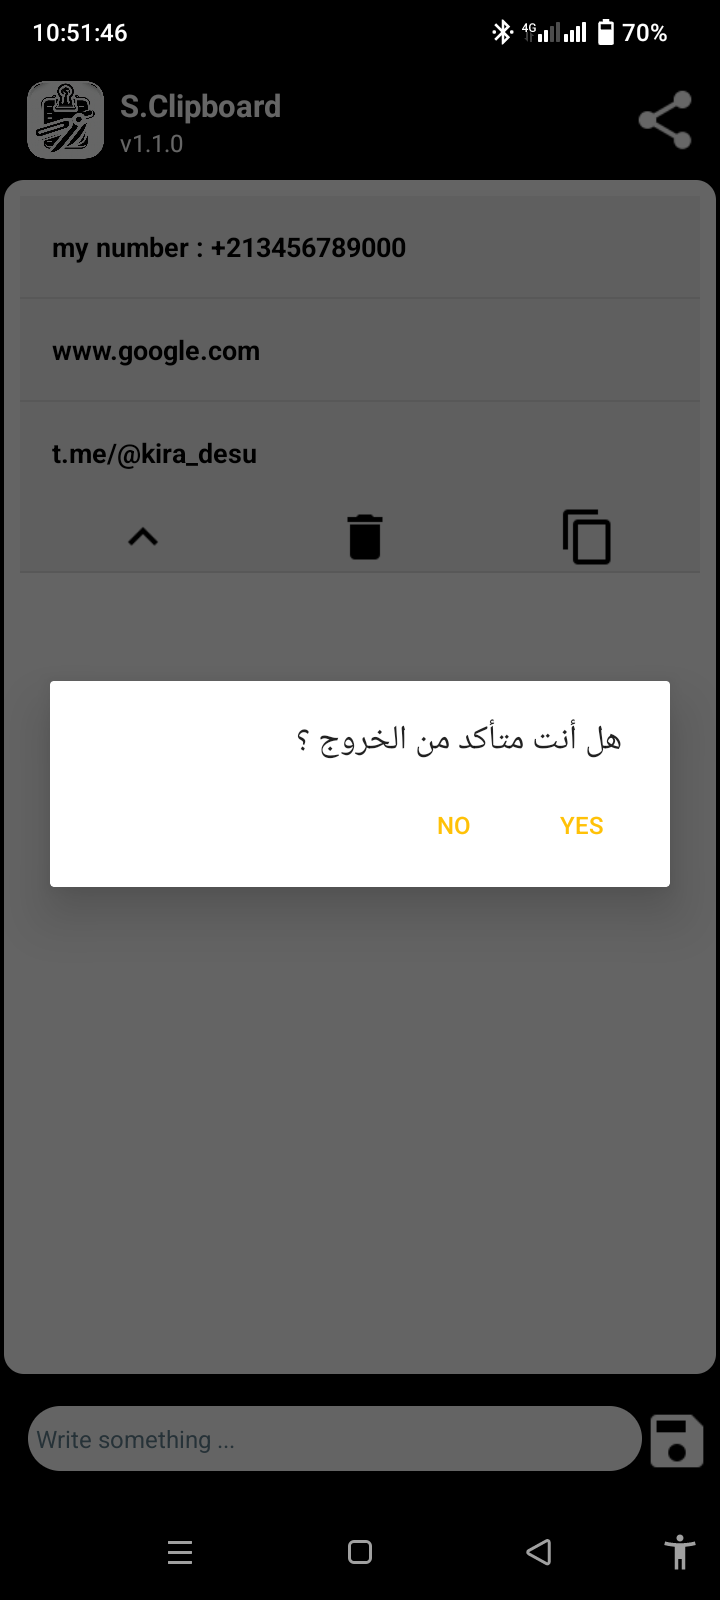 10:51:46
4G 70%
S.Clipboard
v1.1.0
my number : +213456789000
www.google.com
t.me/@kira_desu
هل أنت متأكد من الخروج ؟
NO YES
Write something ...